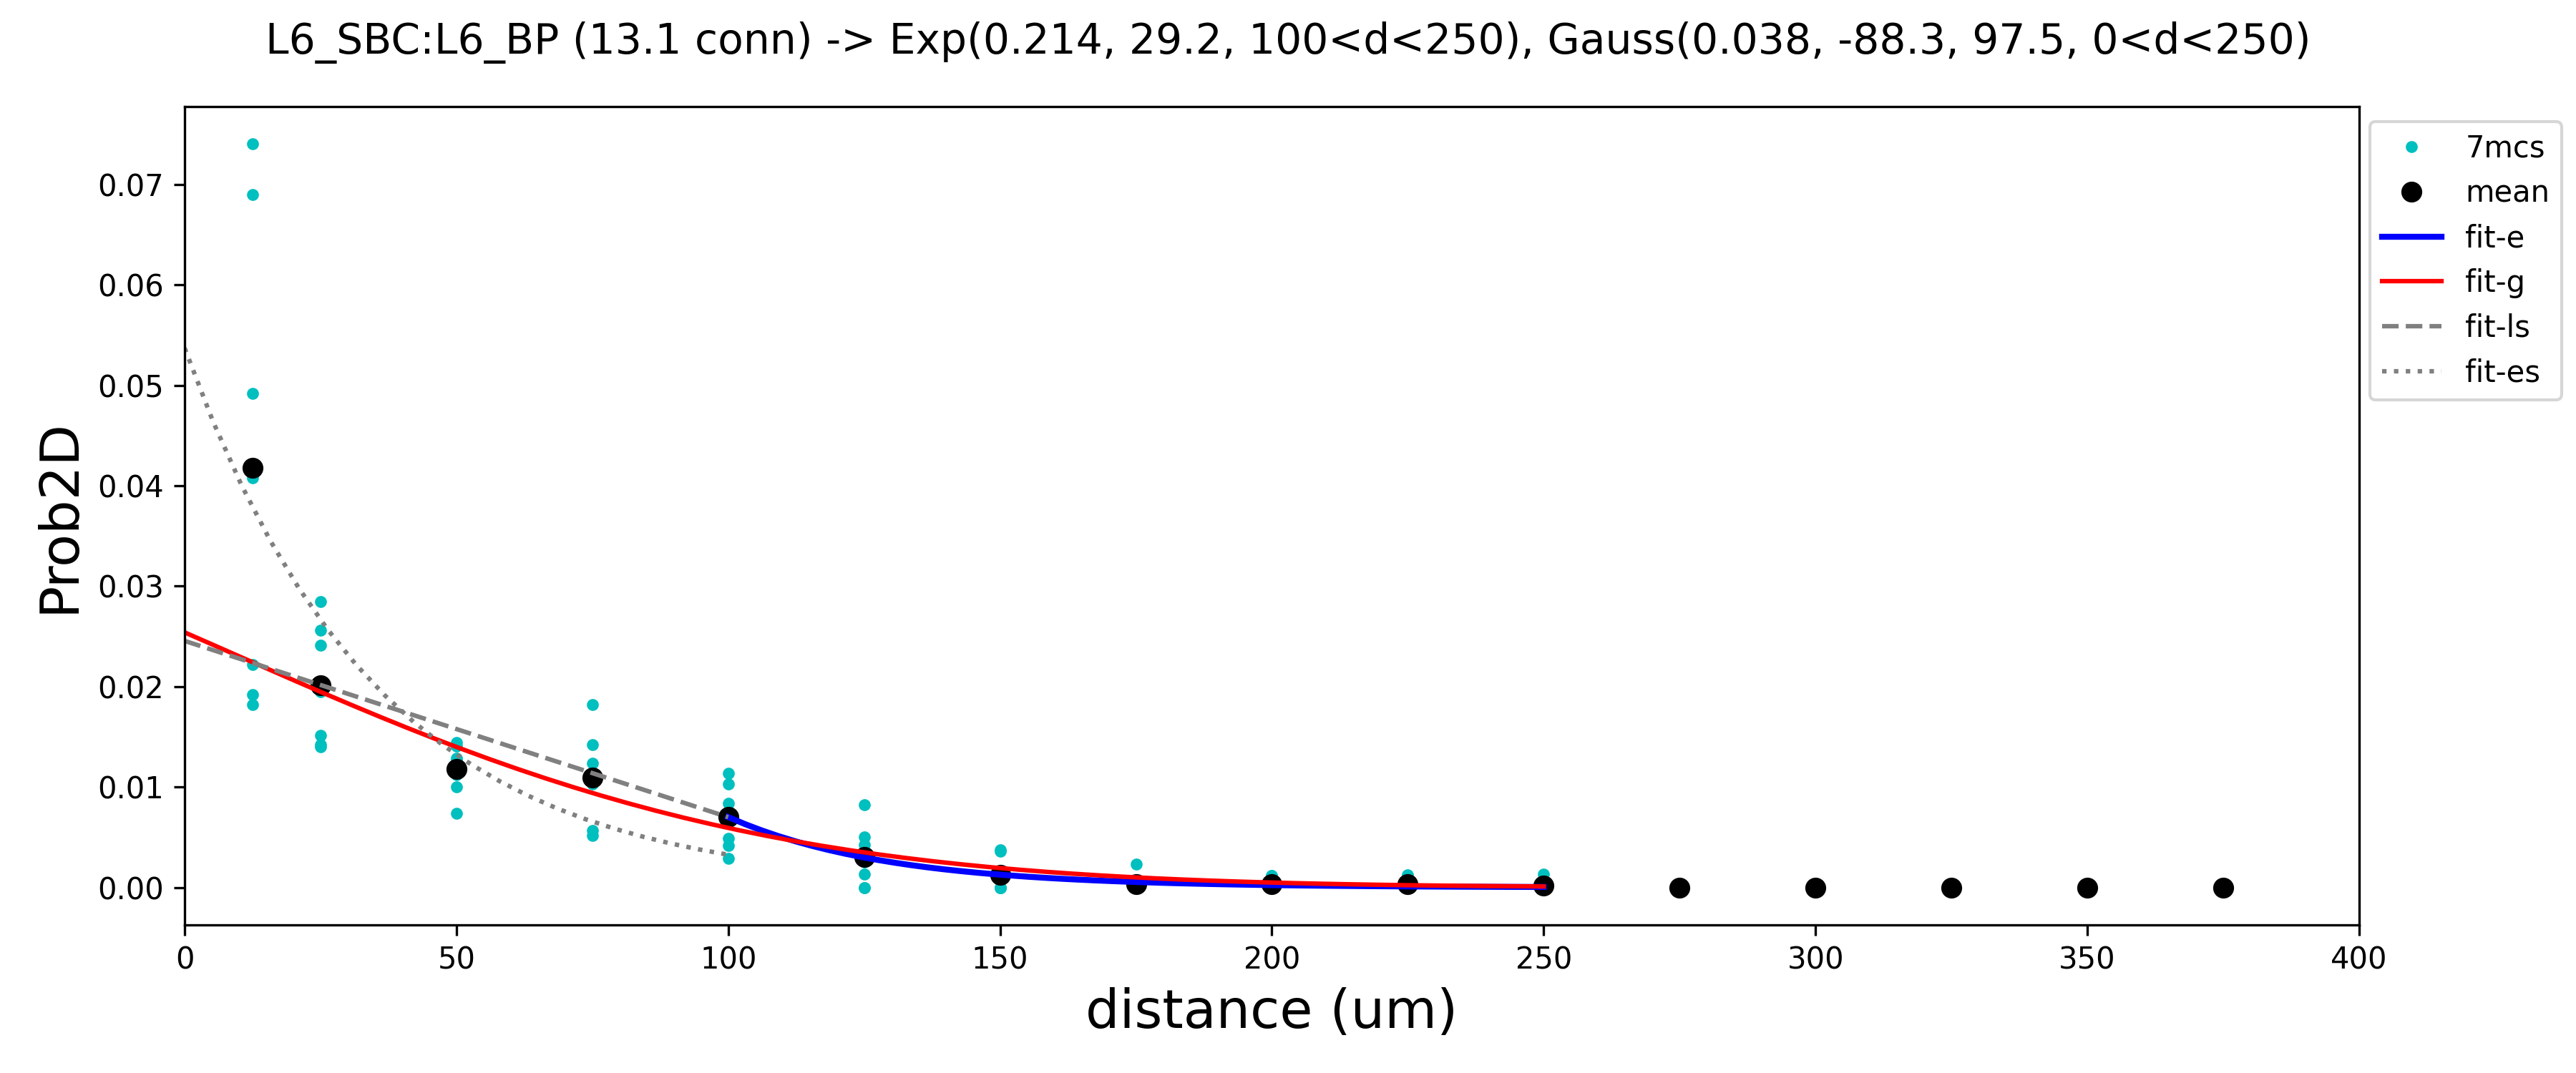 L6_SBC:L6_BP (13.1 conn) -> Exp(0.214, 29.2, 100<d<250), Gauss(0.038, -88.3, 97.5, 0<d<250)
Prob2D
0.07
0.06
0.05
0.04
0.03
0.02
0.01
0.00
0
50
100
150
200
250
300
350
400
distance (um)
7mcs
mean
fit-e
fit-g
fit-ls
fit-es